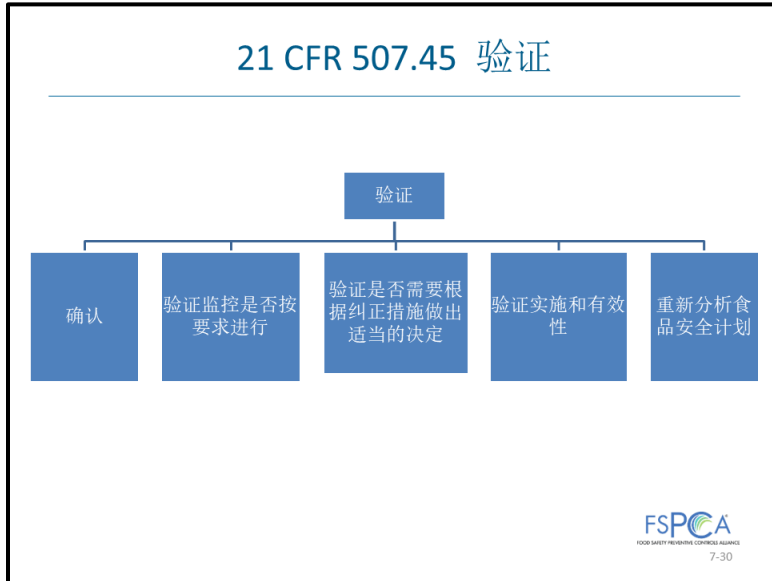 21 CFR 507.45 验证
验证
确认
验证监控是否按
要求进行
验证是否需要根
据纠正措施做出
适当的决定
验证实施和有效
性
重新分析食
品安全计划
FSPCA
FOOD SAFETY PREVENTIVE CONTROLS ALLIANCE
7-30